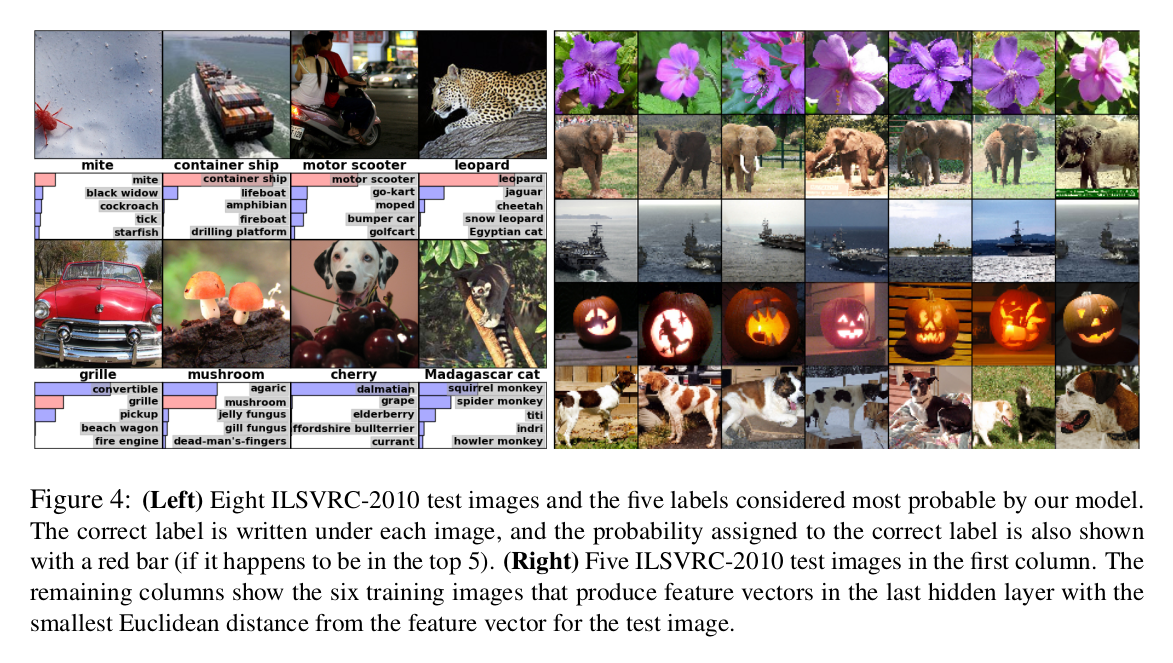 mite
container ship
motor scooter
leopard
mite
black widow
cockroach
tick
starfish
container ship
lifeboat
amphibian
fireboat
drilling platform
motor scooter
go-kart
moped
bumper car
golfcart
leopard
jaguar
cheetah
snow leopard
Egyptian cat
grille
mushroom
cherry
Madagascar cat
convertible
grille
pickup
beach wagon
fire engine
agaric
mushroom
jelly fungus
gill fungus
dead-man's-fingers
dalmatian
grape
elderberry
ffordshire bullterrier
currant
squirrel monkey
spider monkey
titi
indri
howler monkey
Figure 4: (Left) Eight ILSVRC-2010 test images and the five labels considered most probable by our model.
The correct label is written under each image, and the probability assigned to the correct label is also shown
with a red bar (if it happens to be in the top 5). (Right) Five ILSVRC-2010 test images in the first column. The
remaining columns show the six training images that produce feature vectors in the last hidden layer with the
smallest Euclidean distance from the feature vector for the test image.